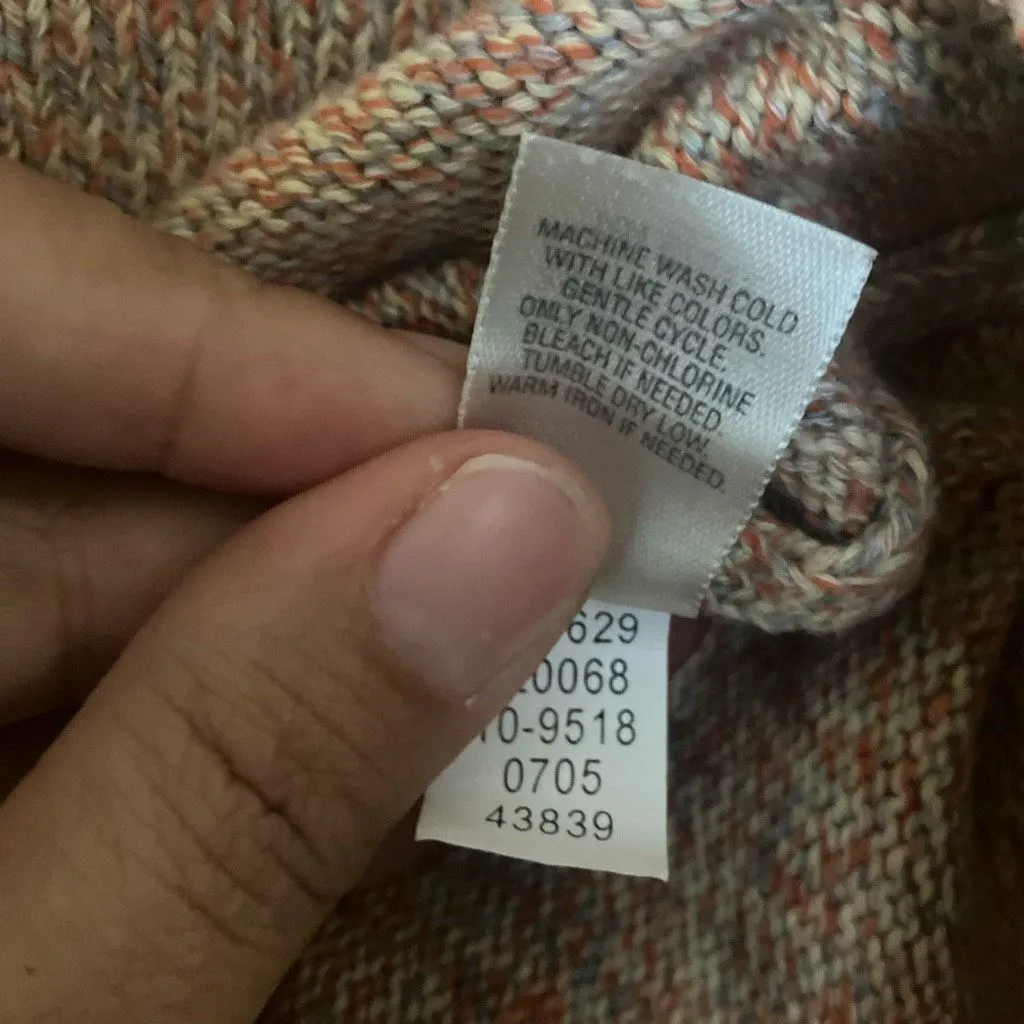 MACHINE WASH COLD
WITH LIKE COLORS.
GENTLE CYCLE.
ONLY NON-CHLORINE
BLEACH IF NEEDED.
TUMBLE DRY LOW.
WARM IRON IF NEEDED.
629
0068
0-9518
0705
43839